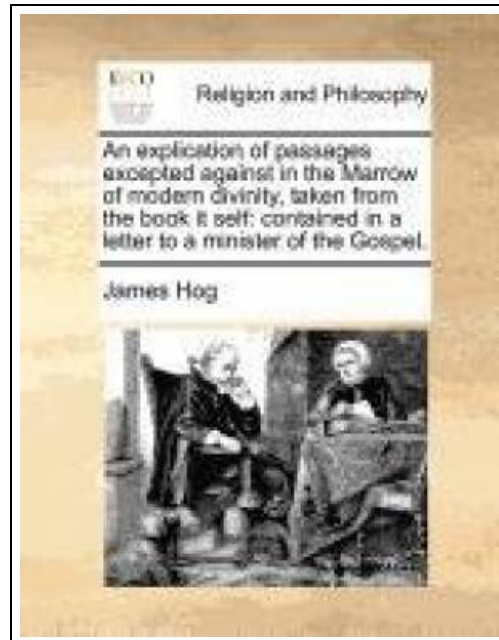 ECCO
Religion and Philosophy
An explication of passages
excepted against in the Marrow
of modern divinity, taken from
the book it self: contained in a
letter to a minister of the Gospel.
James Hog